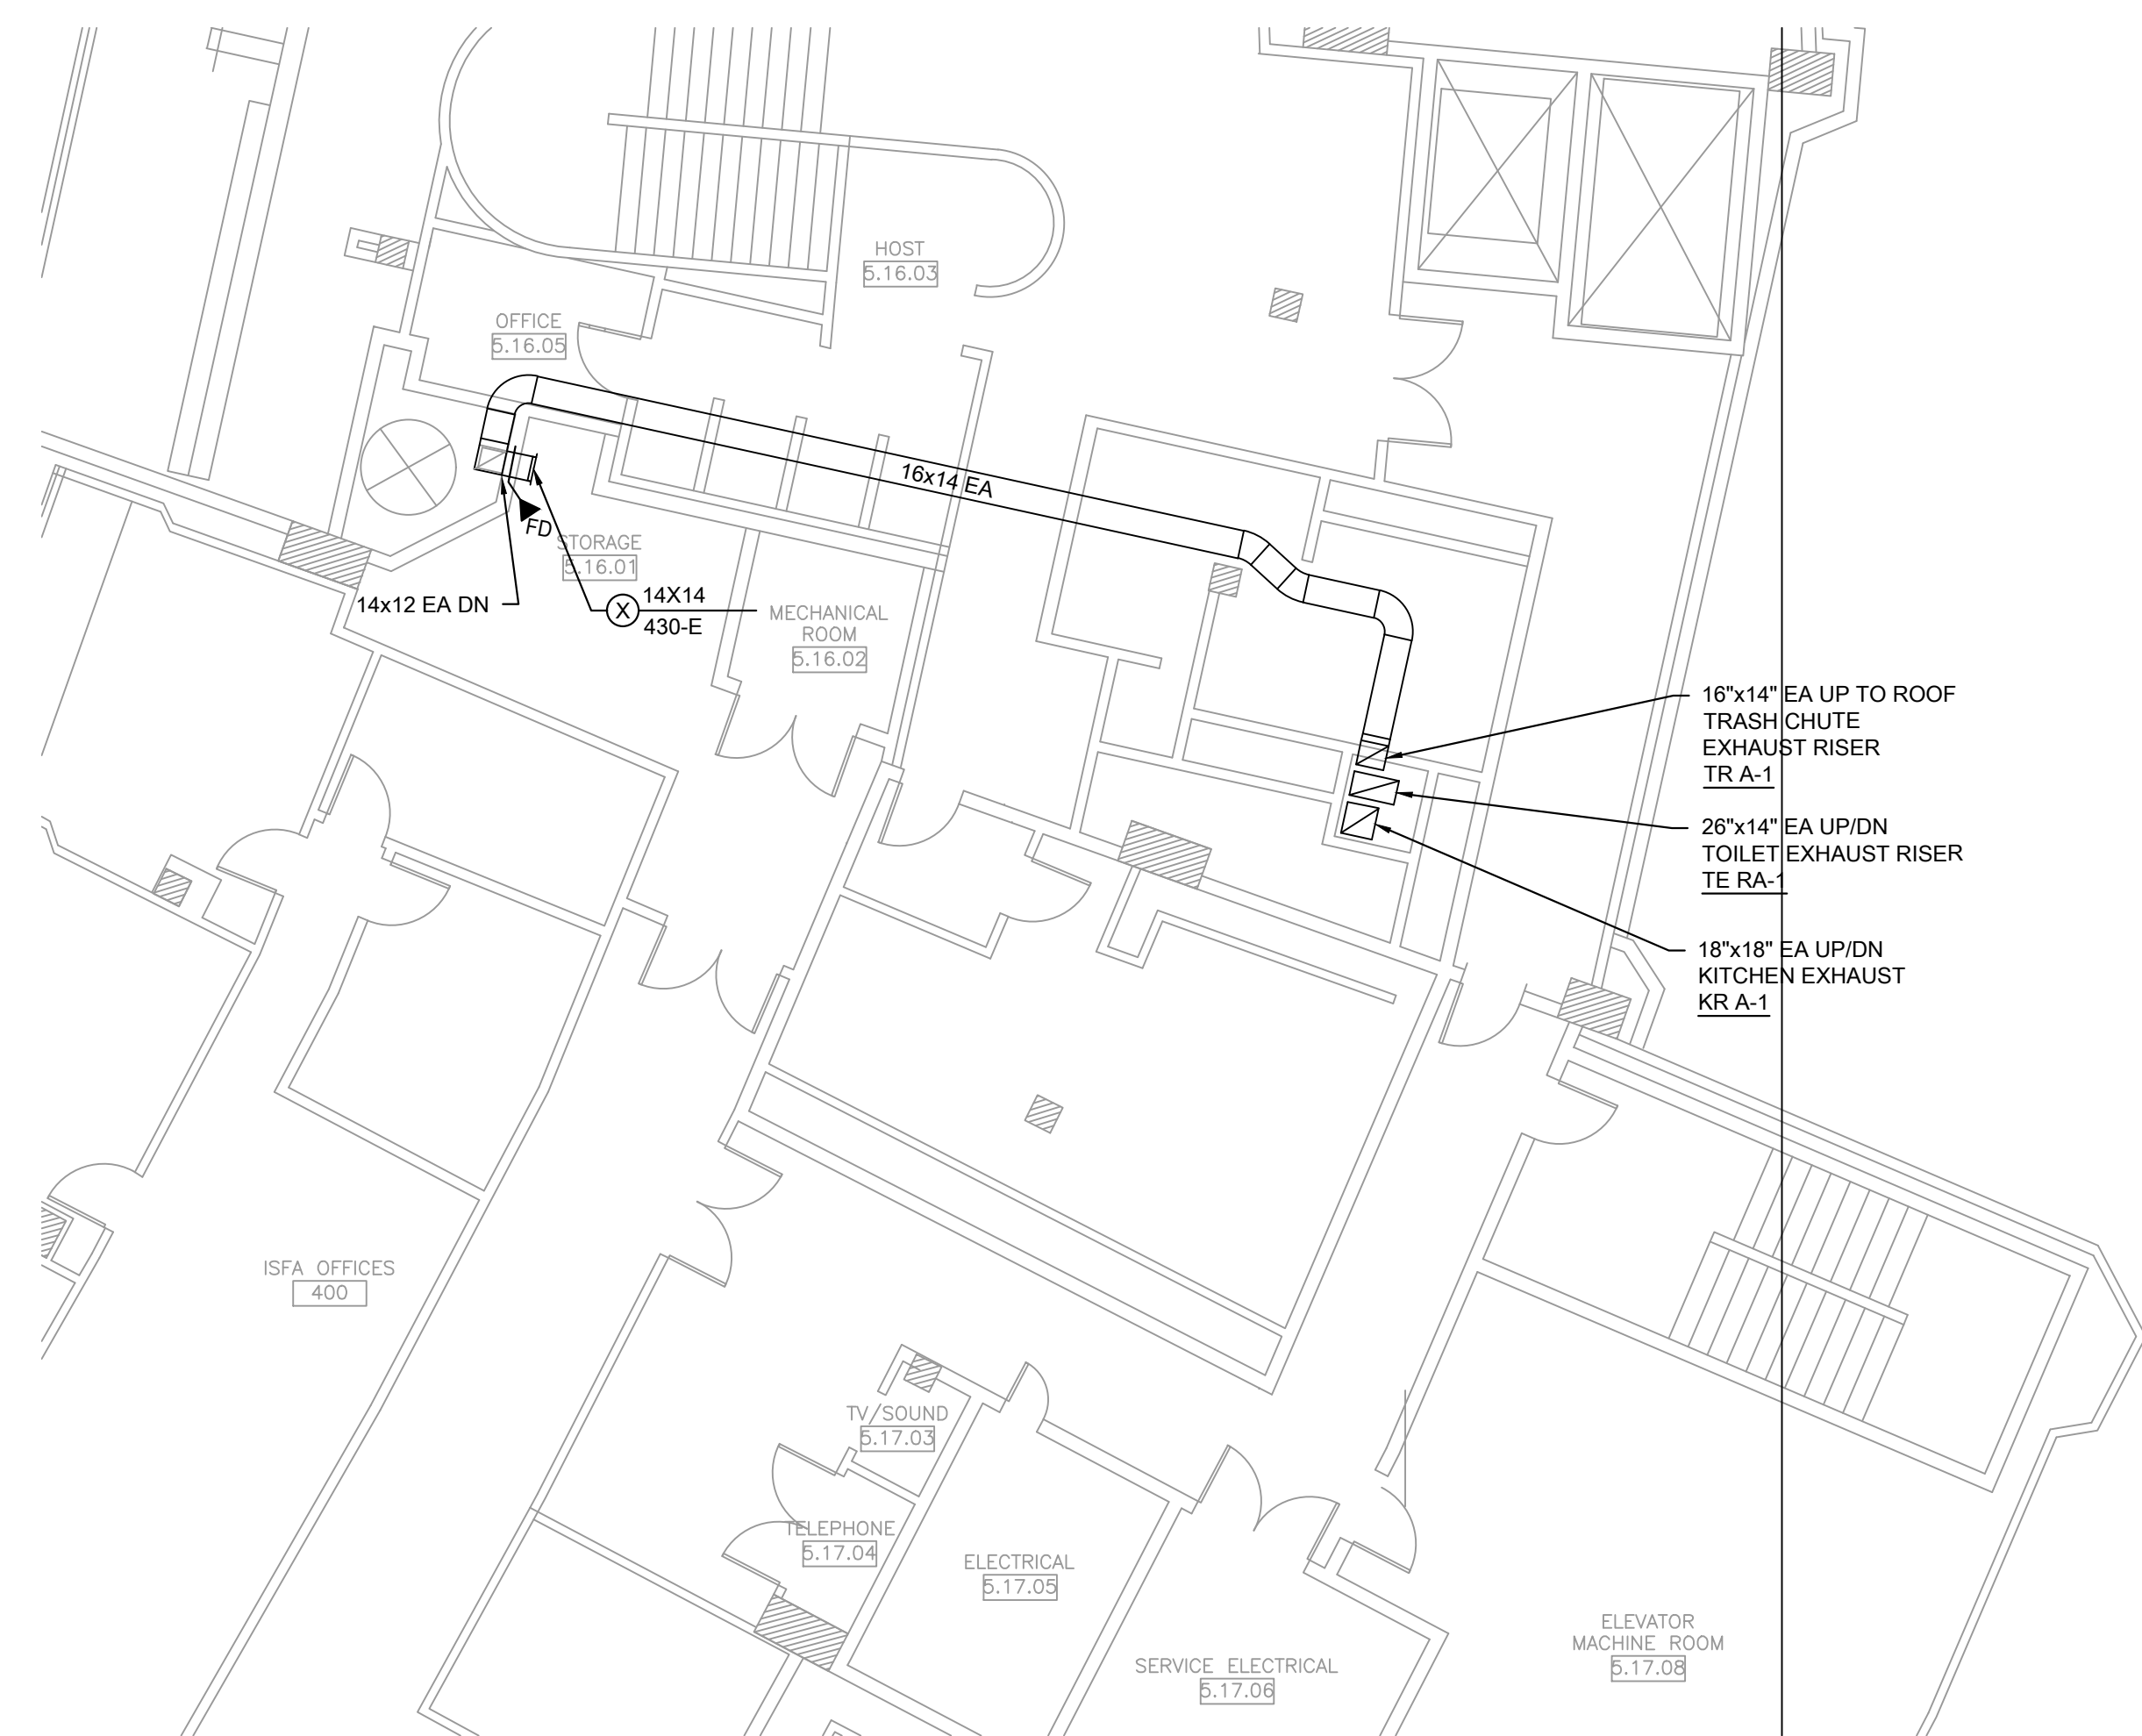 HOST
5.16.03
OFFICE
5.16.05
16x14 EA
FD
STORAGE
5.16.01
14x12 EA DN
X
14X14
430-E
MECHANICAL
ROOM
5.16.02
16"x14" EA UP TO ROOF
TRASH CHUTE
EXHAUST RISER
TR A-1
26"x14" EA UP/DN
TOILET EXHAUST RISER
TE RA-1
18"x18" EA UP/DN
KITCHEN EXHAUST
KR A-1
ISFA OFFICES
400
TV/SOUND
5.17.03
TELEPHONE
5.17.04
ELECTRICAL
5.17.05
SERVICE ELECTRICAL
5.17.06
ELEVATOR
MACHINE ROOM
5.17.08